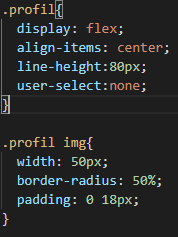 .profil{
  display: flex;
  align-items: center;
  line-height:80px;
  user-select:none;
}

.profil img{
  width: 50px;
  border-radius: 50%;
  padding: 0 18px;
}